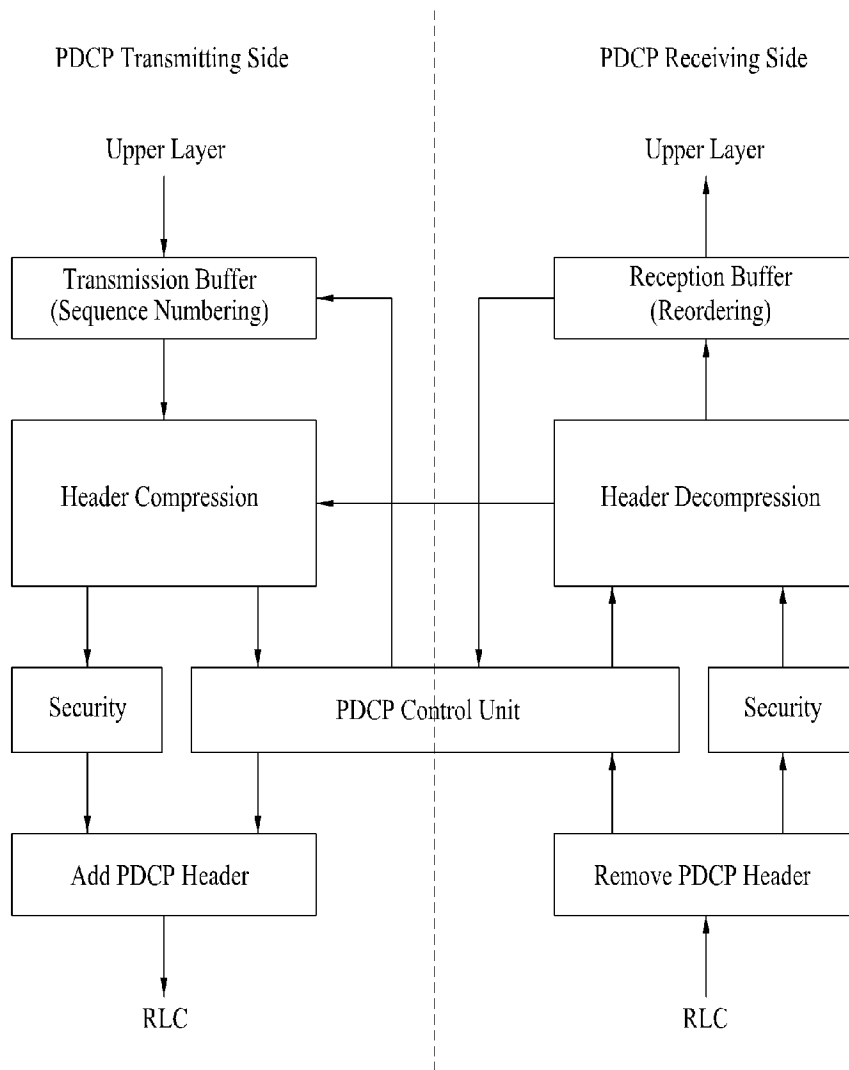 PDCP Transmitting Side
PDCP Receiving Side
Upper Layer
Upper Layer
Transmission Buffer
(Sequence Numbering)
Reception Buffer
(Reordering)
Header Compression
Header Decompression
Security
PDCP Control Unit
Security
Add PDCP Header
Remove PDCP Header
RLC
RLC